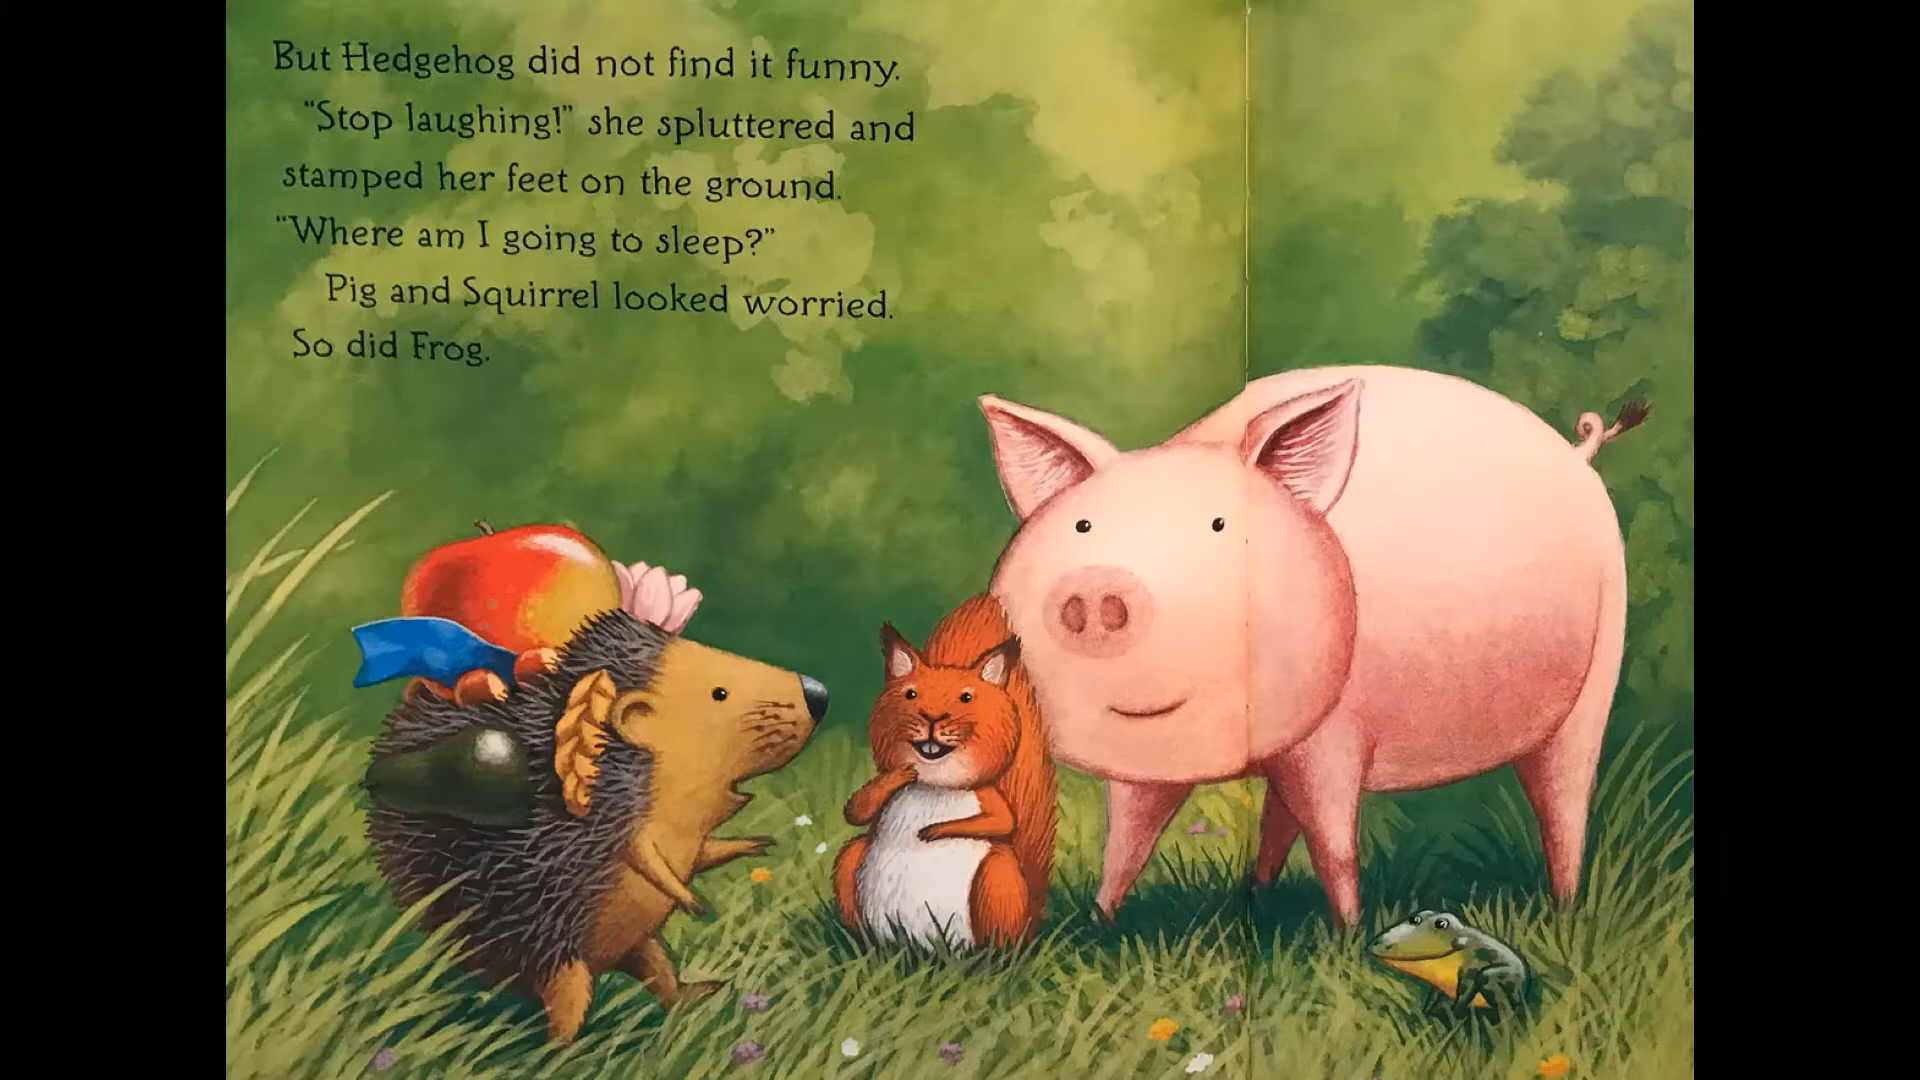 But Hedgehog did not find it funny.
“Stop laughing!” she spluttered and
stamped her feet on the ground.
“Where am I going to sleep?”
Pig and Squirrel looked worried.
So did Frog.